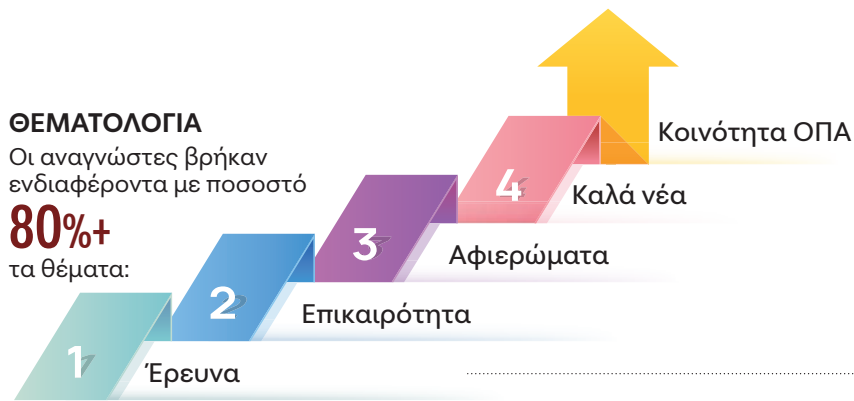 ΘΕΜΑΤΟΛΟΓΙΑ
Οι αναγνώστες βρήκαν
ενδιαφέροντα με ποσοστό
80%+
τα θέματα:
1
Έρευνα
2
Επικαιρότητα
3
Αφιερώματα
4
Καλά νέα
Κοινότητα ΟΠΑ